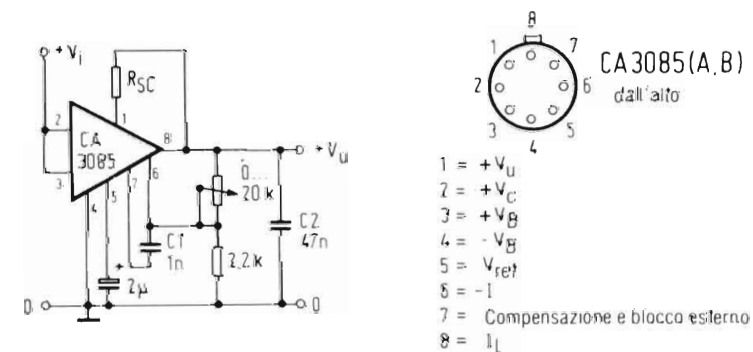 +Vi
RSC
1
2
CA
3085
8
+Vu
3
7
6
0...
20k
4
5
C1
1n
C2
47n
2,2k
+
2μ
0
0
8
1
7
CA3085(A,B)
2
6
dall'alto
3
5
4
1 = +Vu
2 = +VC
3 = +VB
4 = -VB
5 = Vref
6 = -I
7 = Compensazione e blocco esterno
8 = IL